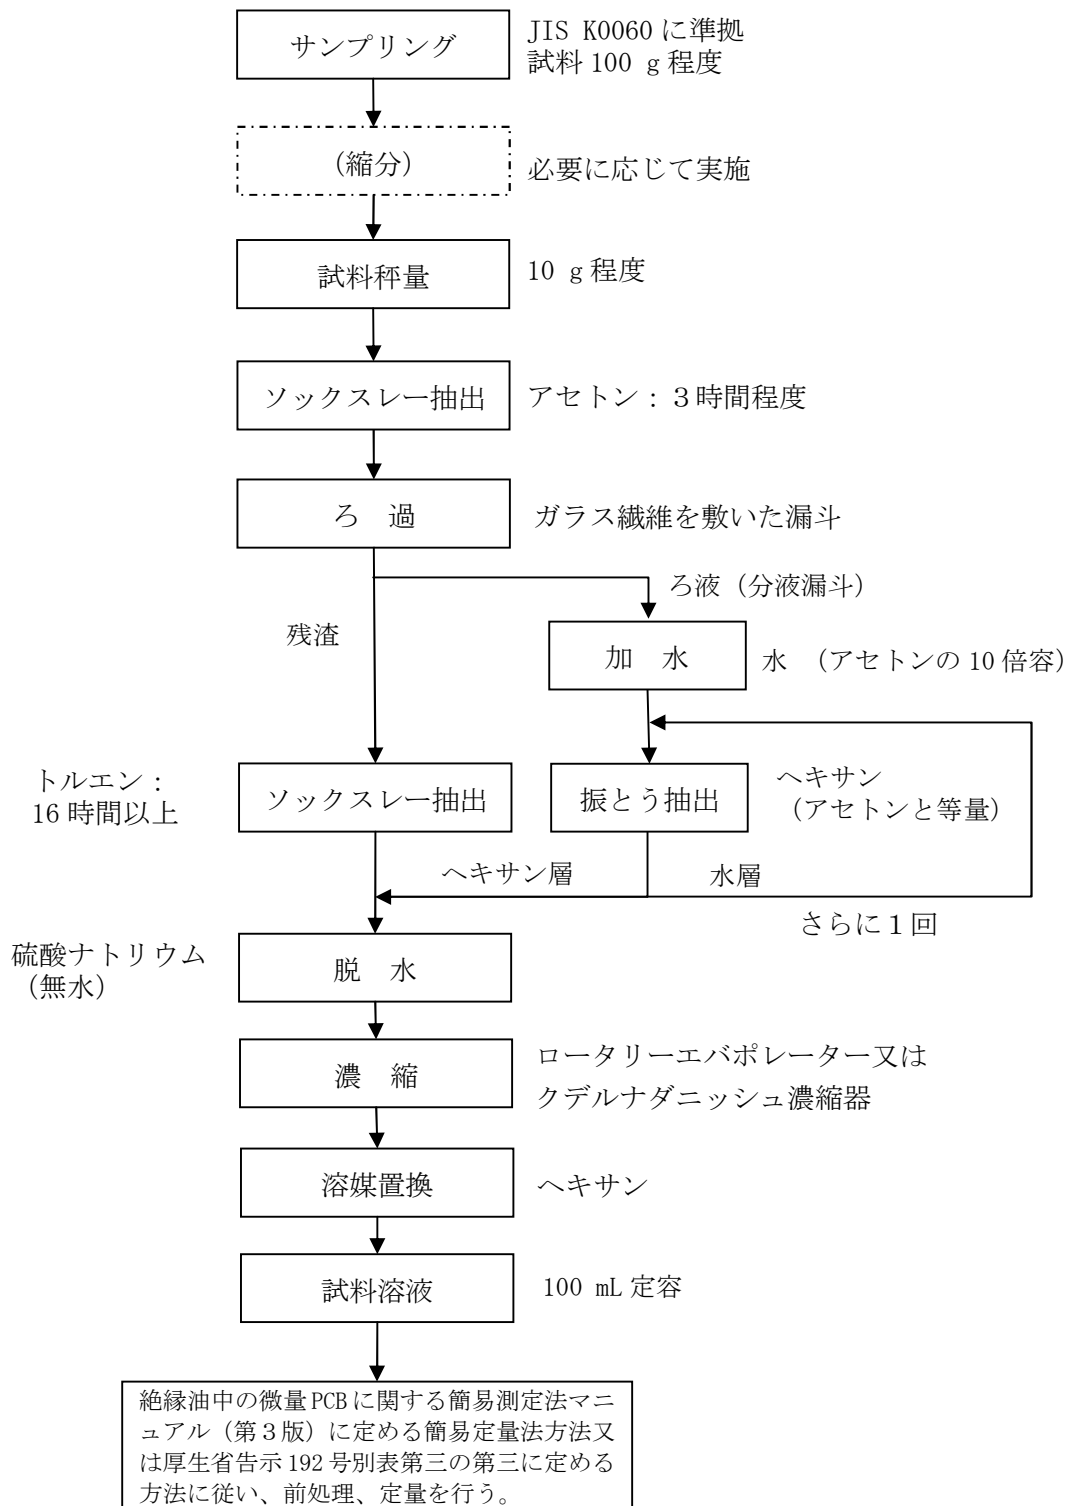 サンプリング
JIS K0060 に準拠
試料 100 g 程度
(縮分)
必要に応じて実施
試料秤量
10 g 程度
ソックスレー抽出
アセトン：３時間程度
ろ　過
ガラス繊維を敷いた漏斗
ろ液（分液漏斗）
残渣
加　水
水　（アセトンの 10 倍容）
トルエン：
16 時間以上
ソックスレー抽出
振とう抽出
ヘキサン
（アセトンと等量）
ヘキサン層
水層
さらに１回
硫酸ナトリウム
（無水）
脱　水
濃　縮
ロータリーエバポレーター又は
クデルナダニッシュ濃縮器
溶媒置換
ヘキサン
試料溶液
100 mL 定容
絶縁油中の微量 PCB に関する簡易測定法マニ
ュアル（第３版）に定める簡易定量法方法又
は厚生省告示 192 号別表第三の第三に定める
方法に従い、前処理、定量を行う。